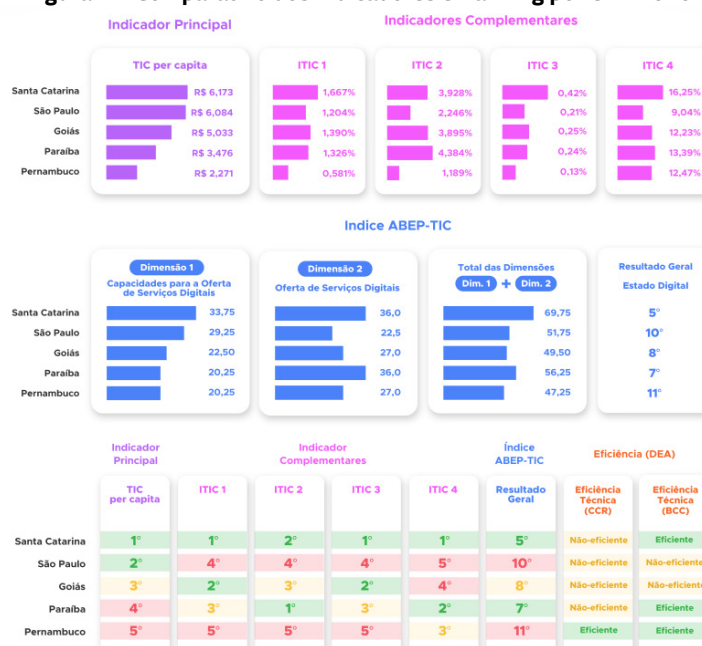 Indicador Principal
Indicadores Complementares
TIC per capita
ITIC 1
ITIC 2
ITIC 3
ITIC 4
Santa Catarina R$ 6,173 1,667% 3,928% 0,42% 16,25%
São Paulo R$ 6,084 1,204% 2,246% 0,21% 9,04%
Goiás R$ 5,033 1,390% 3,895% 0,25% 12,23%
Paraíba R$ 3,476 1,326% 4,384% 0,24% 13,39%
Pernambuco R$ 2,271 0,581% 1,189% 0,13% 12,47%
Indice ABEP-TIC
Dimensão 1
Capacidades para a Oferta
de Serviços Digitais
Dimensão 2
Oferta de Serviços Digitais
Total das Dimensões
Dim. 1 + Dim. 2
Resultado Geral
Estado Digital
Santa Catarina 33,75 36,0 69,75 5°
São Paulo 29,25 22,5 51,75 10°
Goiás 22,50 27,0 49,50 8°
Paraíba 20,25 36,0 56,25 7°
Pernambuco 20,25 27,0 47,25 11°
Indicador
Principal
Indicador
Complementares
Índice
ABEP-TIC
Eficiência (DEA)
TIC
per capita
ITIC 1
ITIC 2
ITIC 3
ITIC 4
Resultado
Geral
Eficiência
Técnica
(CCR)
Eficiência
Técnica
(BCC)
Santa Catarina 1° 1° 2° 1° 1° 5° Não-eficiente Eficiente
São Paulo 2° 4° 4° 4° 5° 10° Não-eficiente Não-eficiente
Goiás 3° 2° 3° 2° 4° 8° Não-eficiente Não-eficiente
Paraíba 4° 3° 1° 3° 2° 7° Não-eficiente Eficiente
Pernambuco 5° 5° 5° 5° 3° 11° Eficiente Eficiente